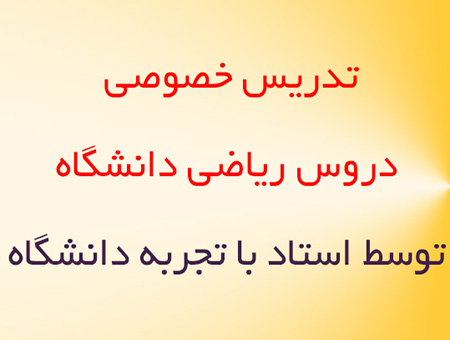 تدریس خصوصی
دروس ریاضی دانشگاه
توسط استاد با تجربه دانشگاه